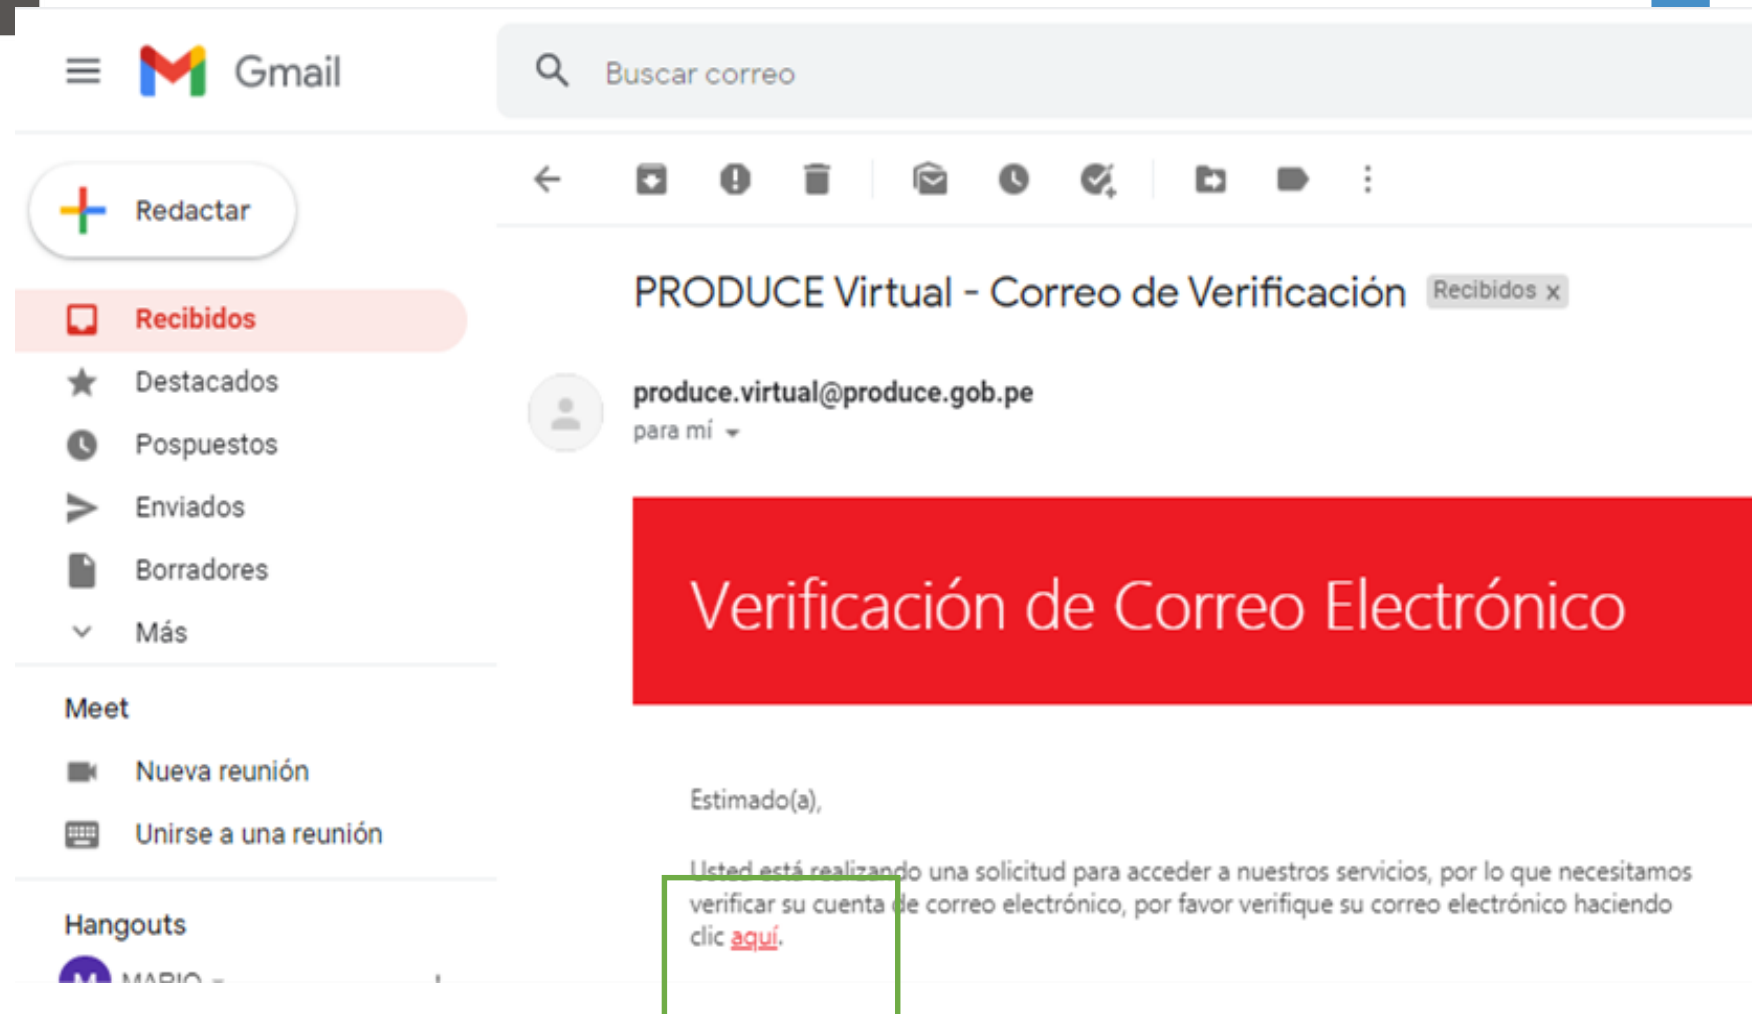 Gmail
Buscar correo
Redactar
Recibidos
Destacados
Pospuestos
Enviados
Borradores
Más
Meet
Nueva reunión
Unirse a una reunión
Hangouts
M MARIO
PRODUCE Virtual - Correo de Verificación Recibidos x
produce.virtual@produce.gob.pe
para mí
Verificación de Correo Electrónico
Estimado(a),
Usted está realizando una solicitud para acceder a nuestros servicios, por lo que necesitamos
verificar su cuenta de correo electrónico, por favor verifique su correo electrónico haciendo
clic aquí.